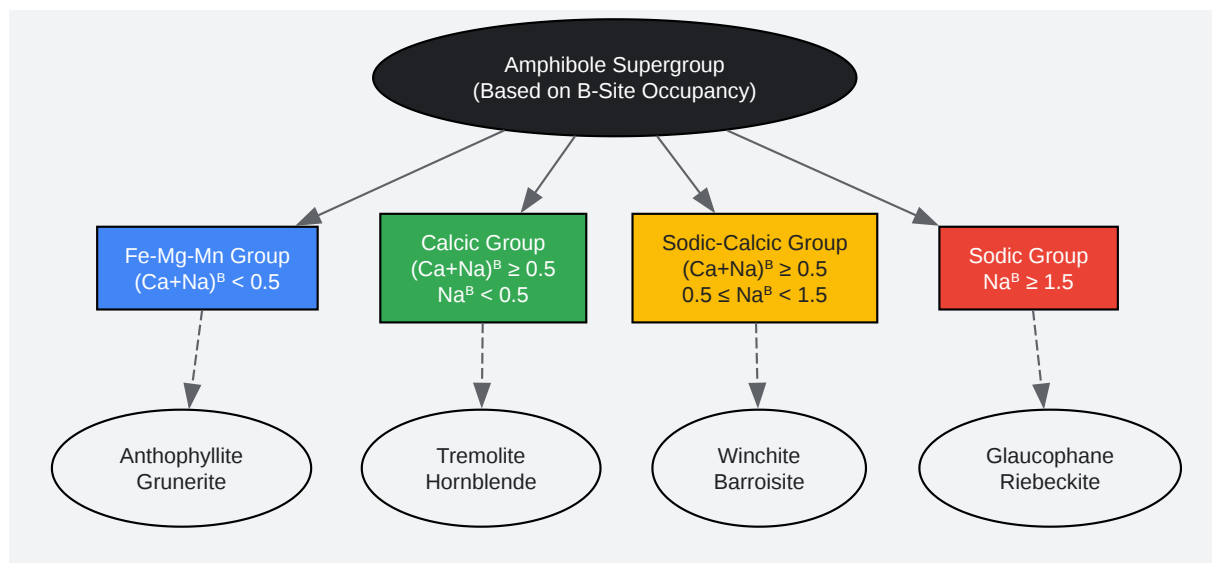 Amphibole Supergroup
(Based on B-Site Occupancy)
Fe-Mg-Mn Group
(Ca+Na)ᴮ < 0.5
Calcic Group
(Ca+Na)ᴮ ≥ 0.5
Naᴮ < 0.5
Sodic-Calcic Group
(Ca+Na)ᴮ ≥ 0.5
0.5 ≤ Naᴮ < 1.5
Sodic Group
Naᴮ ≥ 1.5
Anthophyllite
Grunerite
Tremolite
Hornblende
Winchite
Barroisite
Glaucophane
Riebeckite